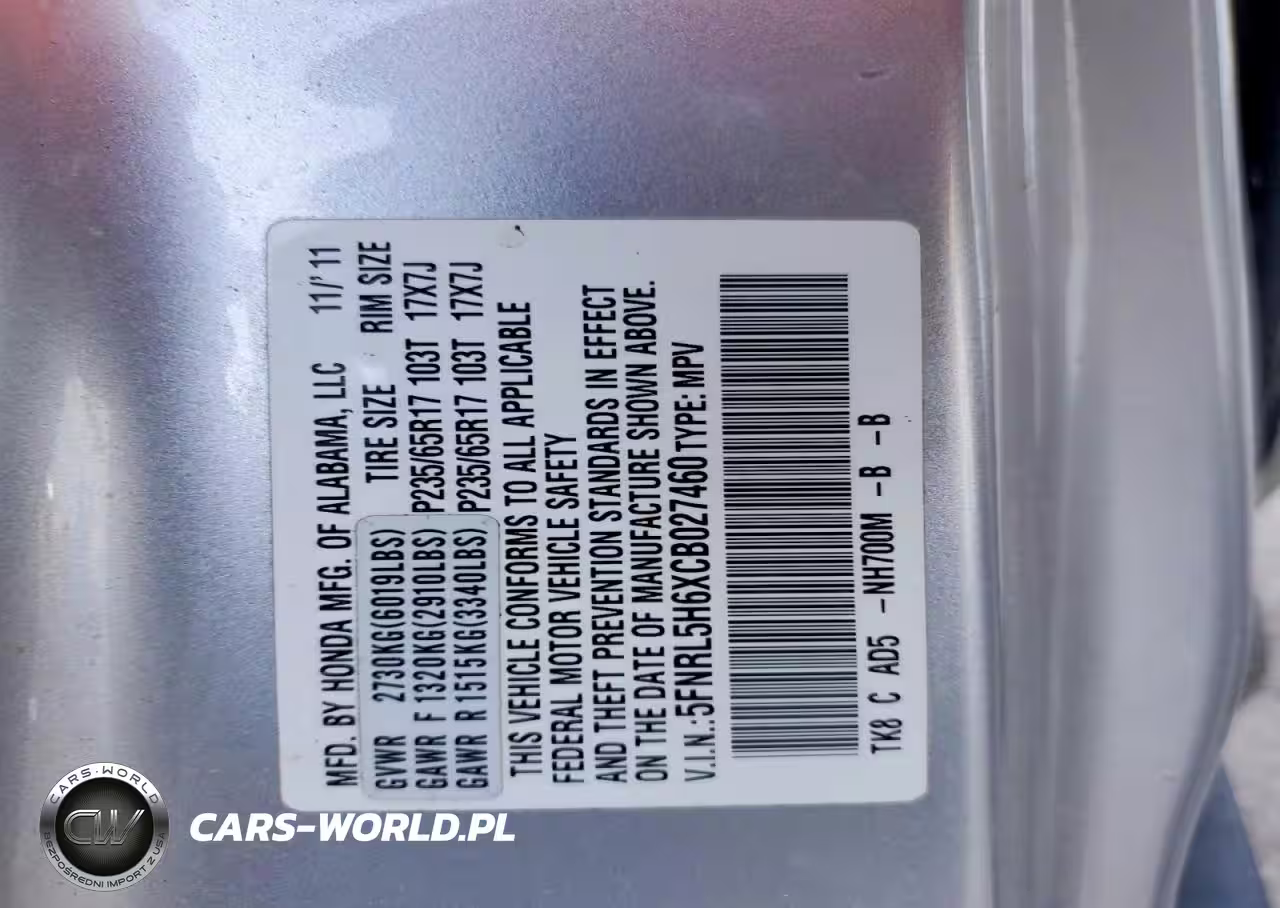 MFD. BY HONDA MFG. OF ALABAMA, LLC 11/'11
TIRE SIZE RIM SIZE
GVWR 2730KG(6019LBS)
GAWR F 1320KG(2910LBS) P235/65R17 103T 17X7J
GAWR R 1515KG(3340LBS) P235/65R17 103T 17X7J
THIS VEHICLE CONFORMS TO ALL APPLICABLE
FEDERAL MOTOR VEHICLE SAFETY
AND THEFT PREVENTION STANDARDS IN EFFECT
ON THE DATE OF MANUFACTURE SHOWN ABOVE.
V.I.N.:5FNRL5H6XCB027460 TYPE: MPV
TK8 C AD5 -NH700M -B -B
CARS-WORLD
CW
BEZPOŚREDNI IMPORT Z USA
CARS-WORLD.PL